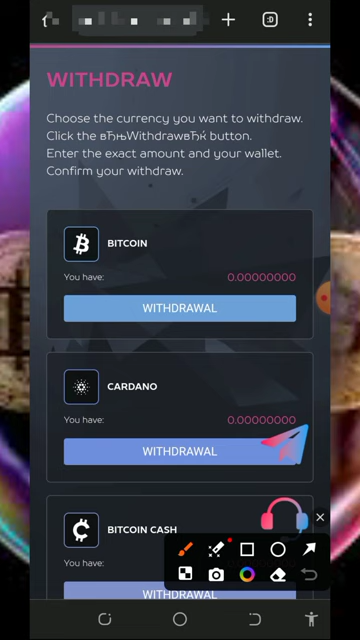 :D
WITHDRAW
Choose the currency you want to withdraw.
Click the вЂњWithdrawвЂќ button.
Enter the exact amount and your wallet.
Confirm your withdraw.
BITCOIN
You have: 0.00000000
WITHDRAWAL
CARDANO
You have: 0.00000000
WITHDRAWAL
BITCOIN CASH
You have:
WITHDRAWAL